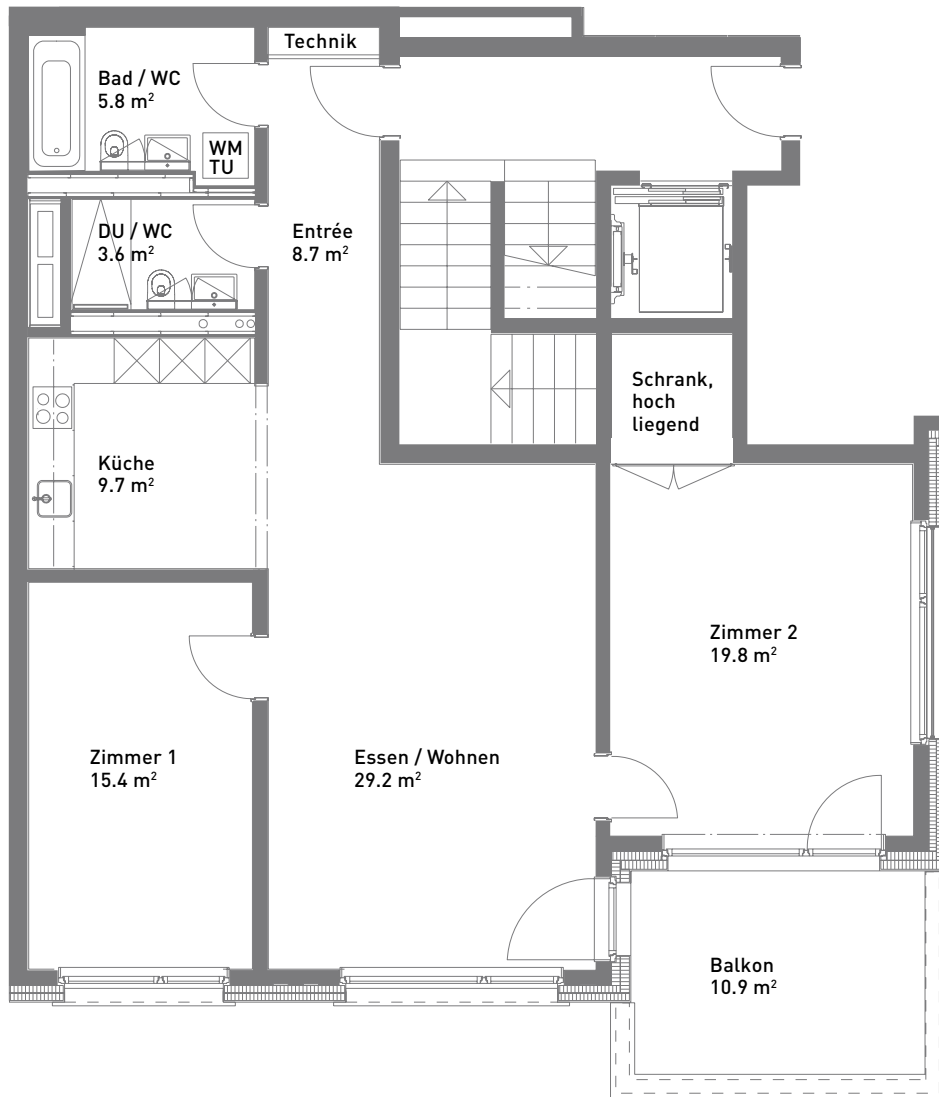 Technik
Bad / WC
5.8 m²
WM
TU
DU / WC
3.6 m²
Entrée
8.7 m²
Schrank,
hoch
liegend
Küche
9.7 m²
Zimmer 2
19.8 m²
Zimmer 1
15.4 m²
Essen / Wohnen
29.2 m²
Balkon
10.9 m²